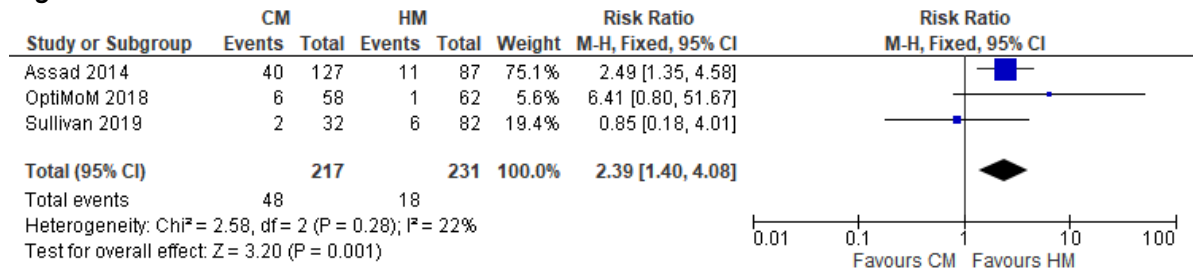 CM HM Risk Ratio Risk Ratio
Study or Subgroup Events Total Events Total Weight M-H, Fixed, 95% CI M-H, Fixed, 95% CI
Assad 2014 40 127 11 87 75.1% 2.49 [1.35, 4.58]
OptiMoM 2018 6 58 1 62 5.6% 6.41 [0.80, 51.67]
Sullivan 2019 2 32 6 82 19.4% 0.85 [0.18, 4.01]
Total (95% CI) 217 231 100.0% 2.39 [1.40, 4.08]
Total events 48 18
Heterogeneity: Chi² = 2.58, df = 2 (P = 0.28); I² = 22%
Test for overall effect: Z = 3.20 (P = 0.001)
0.01 0.1 1 10 100
Favours CM Favours HM